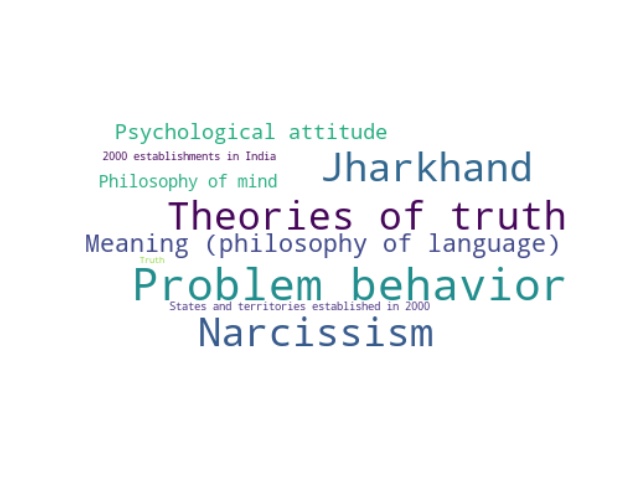 Psychological attitude
2000 establishments in India
Jharkhand
Philosophy of mind
Theories of truth
Meaning (philosophy of language)
Truth
Problem behavior
States and territories established in 2000
Narcissism